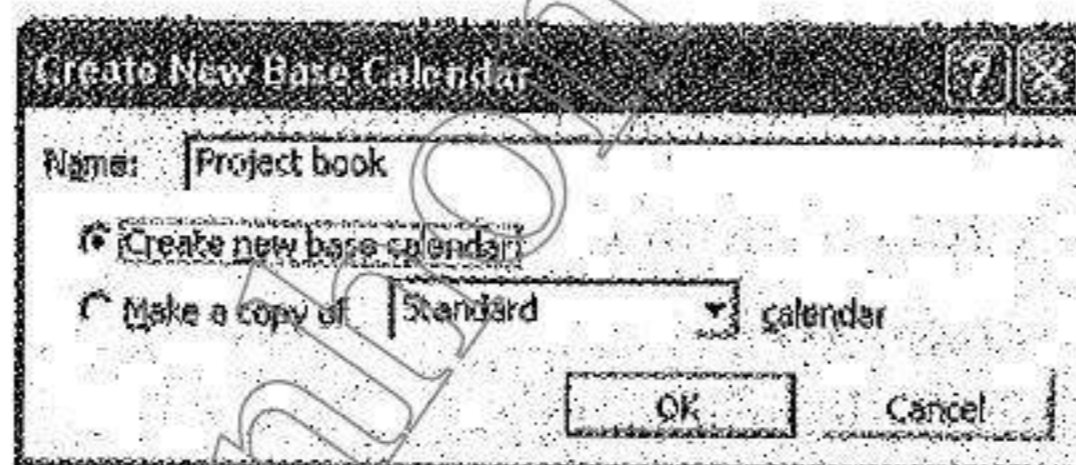 Create New Base Calendar
Name: Project book
Create new base calendar
Make a copy of Standard calendar
OK Cancel